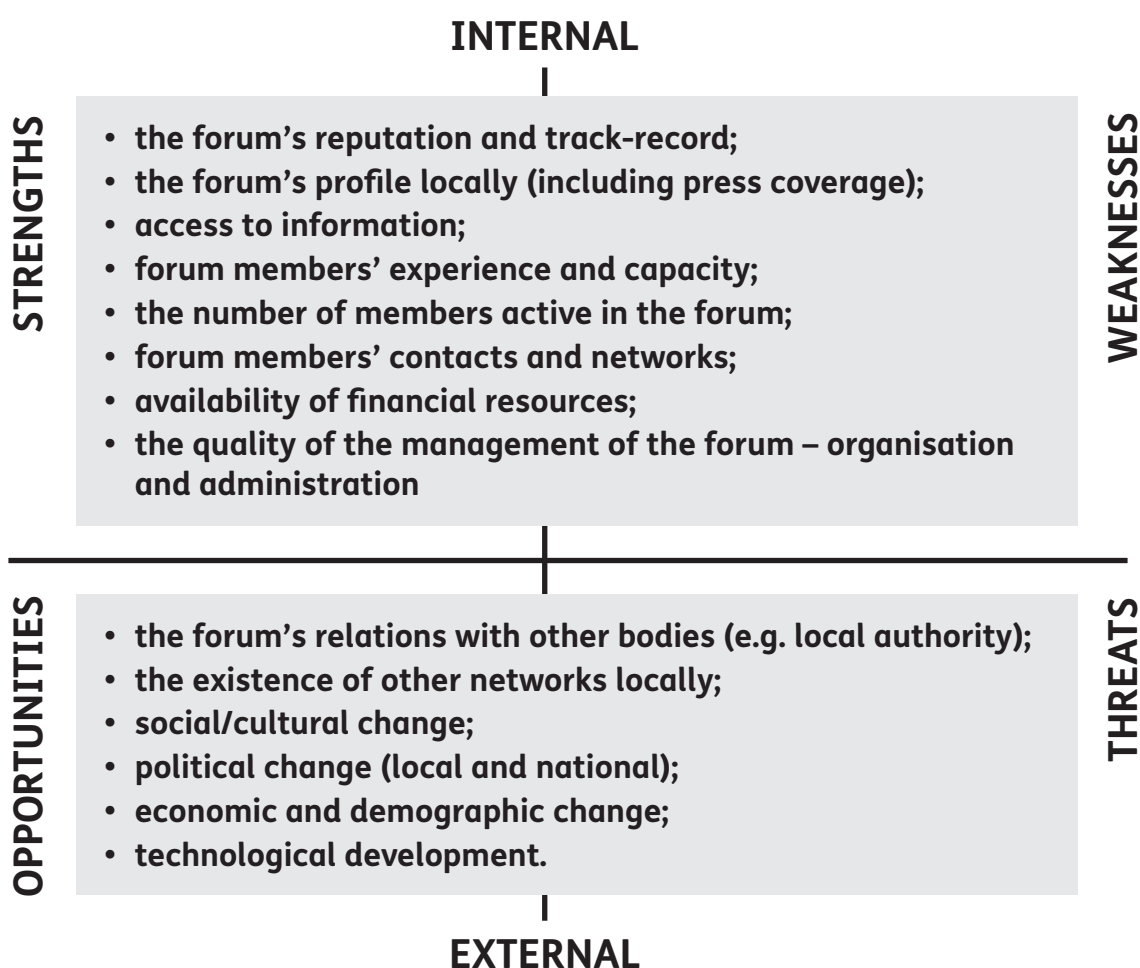 INTERNAL
STRENGTHS
• the forum’s reputation and track-record;
• the forum’s profile locally (including press coverage);
• access to information;
• forum members’ experience and capacity;
• the number of members active in the forum;
• forum members’ contacts and networks;
• availability of financial resources;
• the quality of the management of the forum – organisation
and administration
WEAKNESSES
OPPORTUNITIES
• the forum’s relations with other bodies (e.g. local authority);
• the existence of other networks locally;
• social/cultural change;
• political change (local and national);
• economic and demographic change;
• technological development.
THREATS
EXTERNAL